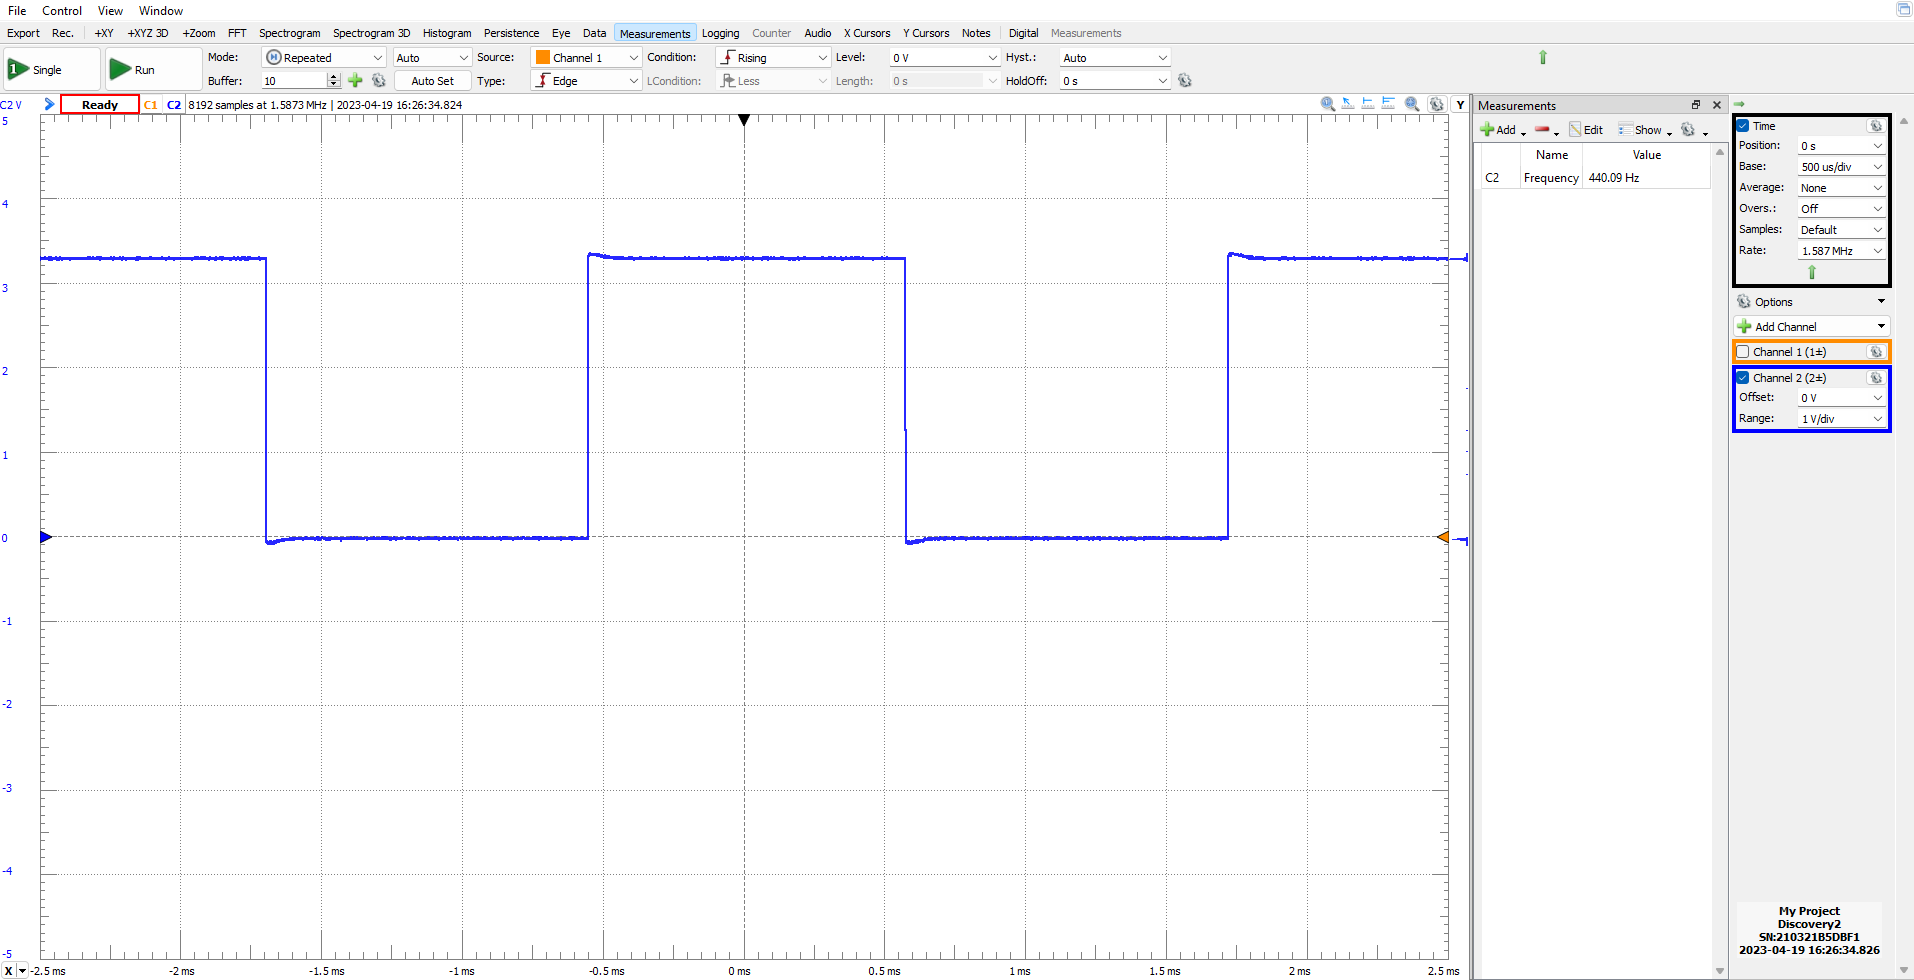 File Control View Window
Export Rec. +XY +XYZ 3D +Zoom FFT Spectrogram Spectrogram 3D Histogram Persistence Eye Data Measurements Logging Counter Audio X Cursors Y Cursors Notes Digital Measurements
1 Single Run Mode: Repeated Auto Source: Channel 1 Condition: Rising Level: 0 V Hyst.: Auto
Buffer: 10 Auto Set Type: Edge LCondition: Less Length: 0 s HoldOff: 0 s
C2 V Ready C1 C2 8192 samples at 1.5873 MHz | 2023-04-19 16:26:34.824 Y
5
4
3
2
1
0
-1
-2
-3
-4
-5
X -2.5 ms -2 ms -1.5 ms -1 ms -0.5 ms 0 ms 0.5 ms 1 ms 1.5 ms 2 ms 2.5 ms
Measurements
Add Edit Show
Name Value
C2 Frequency 440.09 Hz
Time
Position: 0 s
Base: 500 us/div
Average: None
Overs.: Off
Samples: Default
Rate: 1.587 MHz
Options
Add Channel
Channel 1 (1±)
Channel 2 (2±)
Offset: 0 V
Range: 1 V/div
My Project
Discovery2
SN:210321B5DBF1
2023-04-19 16:26:34.826